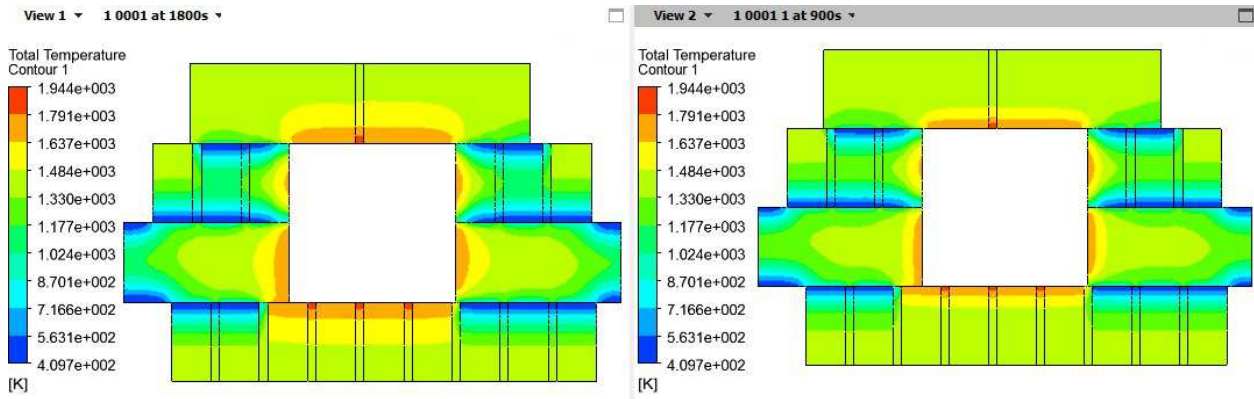 View 1 1 0001 at 1800s
Total Temperature
Contour 1
1.944e+003
1.791e+003
1.637e+003
1.484e+003
1.330e+003
1.177e+003
1.024e+003
8.701e+002
7.166e+002
5.631e+002
4.097e+002
[K]
View 2 1 0001 1 at 900s
Total Temperature
Contour 1
1.944e+003
1.791e+003
1.637e+003
1.484e+003
1.330e+003
1.177e+003
1.024e+003
8.701e+002
7.166e+002
5.631e+002
4.097e+002
[K]